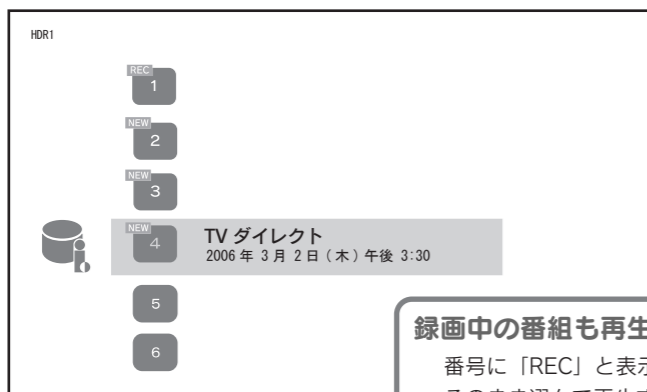 HDR1
REC
1
NEW
2
NEW
3
NEW
4
TV ダイレクト
2006 年 3 月 2 日 ( 木 ) 午後 3:30
5
6
録画中の番組も再生
番号に「REC」と表示